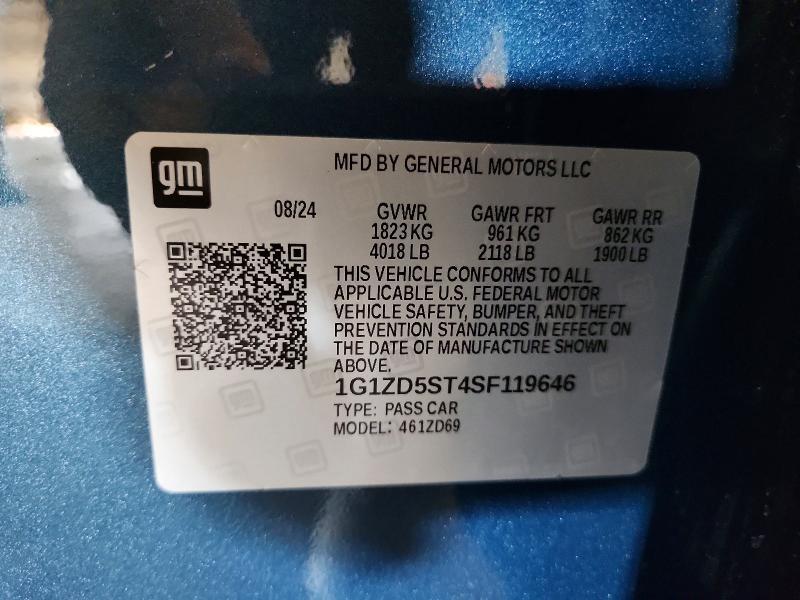 gm
MFD BY GENERAL MOTORS LLC
08/24 GVWR GAWR FRT GAWR RR
1823 KG 961 KG 862 KG
4018 LB 2118 LB 1900 LB
THIS VEHICLE CONFORMS TO ALL
APPLICABLE U.S. FEDERAL MOTOR
VEHICLE SAFETY, BUMPER, AND THEFT
PREVENTION STANDARDS IN EFFECT ON
THE DATE OF MANUFACTURE SHOWN
ABOVE.
1G1ZD5ST4SF119646
TYPE: PASS CAR
MODEL: 461ZD69